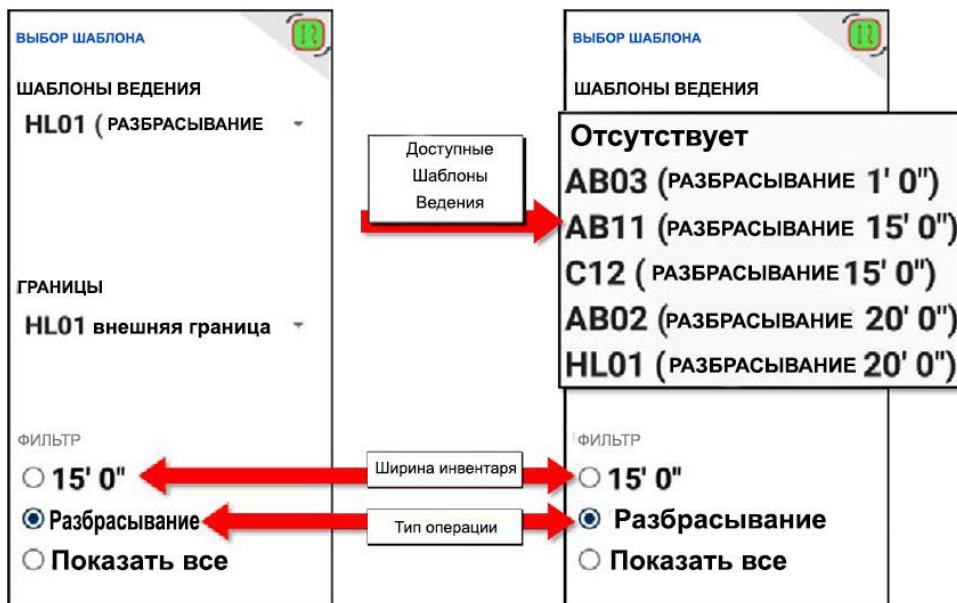 ВЫБОР ШАБЛОНА
ШАБЛОНЫ ВЕДЕНИЯ
HL01 ( РАЗБРАСЫВАНИЕ
ГРАНИЦЫ
HL01 внешняя граница
ФИЛЬТР
15' 0"
Разбрасывание
Показать все
Доступные
Шаблоны
Ведения
Ширина инвентаря
Тип операции
ВЫБОР ШАБЛОНА
ШАБЛОНЫ ВЕДЕНИЯ
Отсутствует
AB03 (РАЗБРАСЫВАНИЕ 1' 0")
AB11 (РАЗБРАСЫВАНИЕ 15' 0")
C12 ( РАЗБРАСЫВАНИЕ 15' 0")
AB02 (РАЗБРАСЫВАНИЕ 20' 0")
HL01 (РАЗБРАСЫВАНИЕ 20' 0")
ФИЛЬТР
15' 0"
Разбрасывание
Показать все